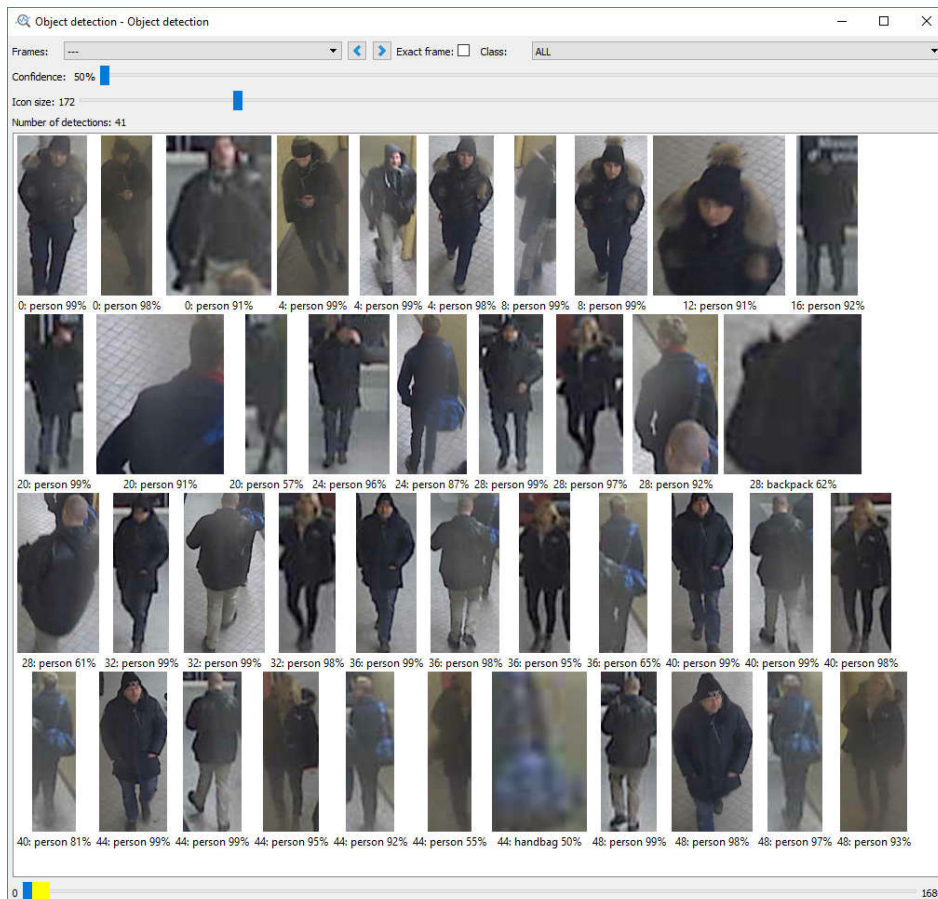 Object detection - Object detection
Frames: --- Exact frame: Class: ALL
Confidence: 50%
Icon size: 172
Number of detections: 41
0: person 99% 0: person 98% 0: person 91% 4: person 99% 4: person 99% 4: person 98% 8: person 99% 8: person 99% 12: person 91% 16: person 92%
20: person 99% 20: person 91% 20: person 57% 24: person 96% 24: person 87% 28: person 99% 28: person 97% 28: person 92% 28: backpack 62%
28: person 61% 32: person 99% 32: person 99% 32: person 98% 36: person 99% 36: person 98% 36: person 95% 36: person 65% 40: person 99% 40: person 99% 40: person 98%
40: person 81% 44: person 99% 44: person 99% 44: person 95% 44: person 92% 44: person 55% 44: handbag 50% 48: person 99% 48: person 98% 48: person 97% 48: person 93%
0 168